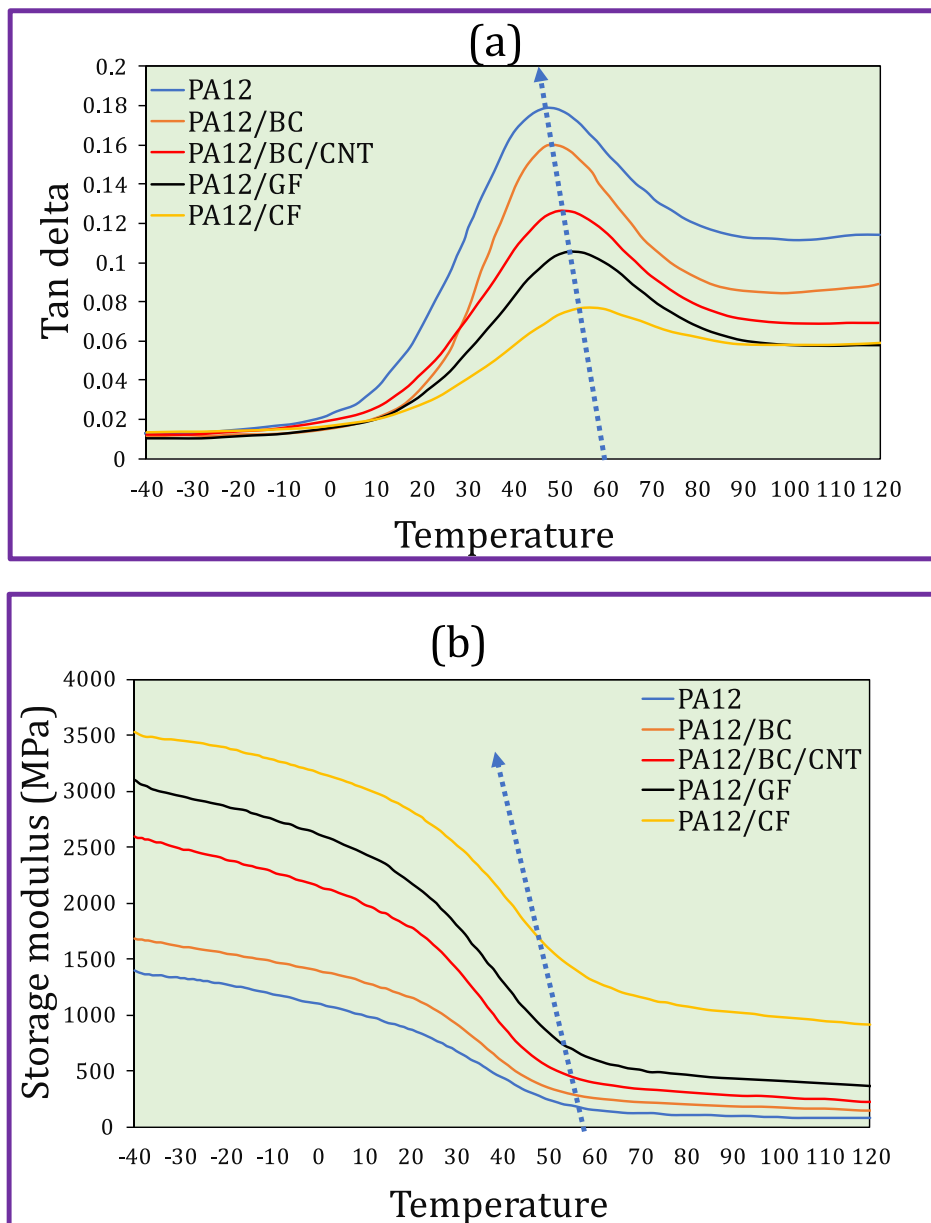 (a)
Tan delta
0.2
0.18
0.16
0.14
0.12
0.1
0.08
0.06
0.04
0.02
0
PA12
PA12/BC
PA12/BC/CNT
PA12/GF
PA12/CF
-40 -30 -20 -10 0 10 20 30 40 50 60 70 80 90 100 110 120
Temperature
(b)
Storage modulus (MPa)
4000
3500
3000
2500
2000
1500
1000
500
0
PA12
PA12/BC
PA12/BC/CNT
PA12/GF
PA12/CF
-40 -30 -20 -10 0 10 20 30 40 50 60 70 80 90 100 110 120
Temperature